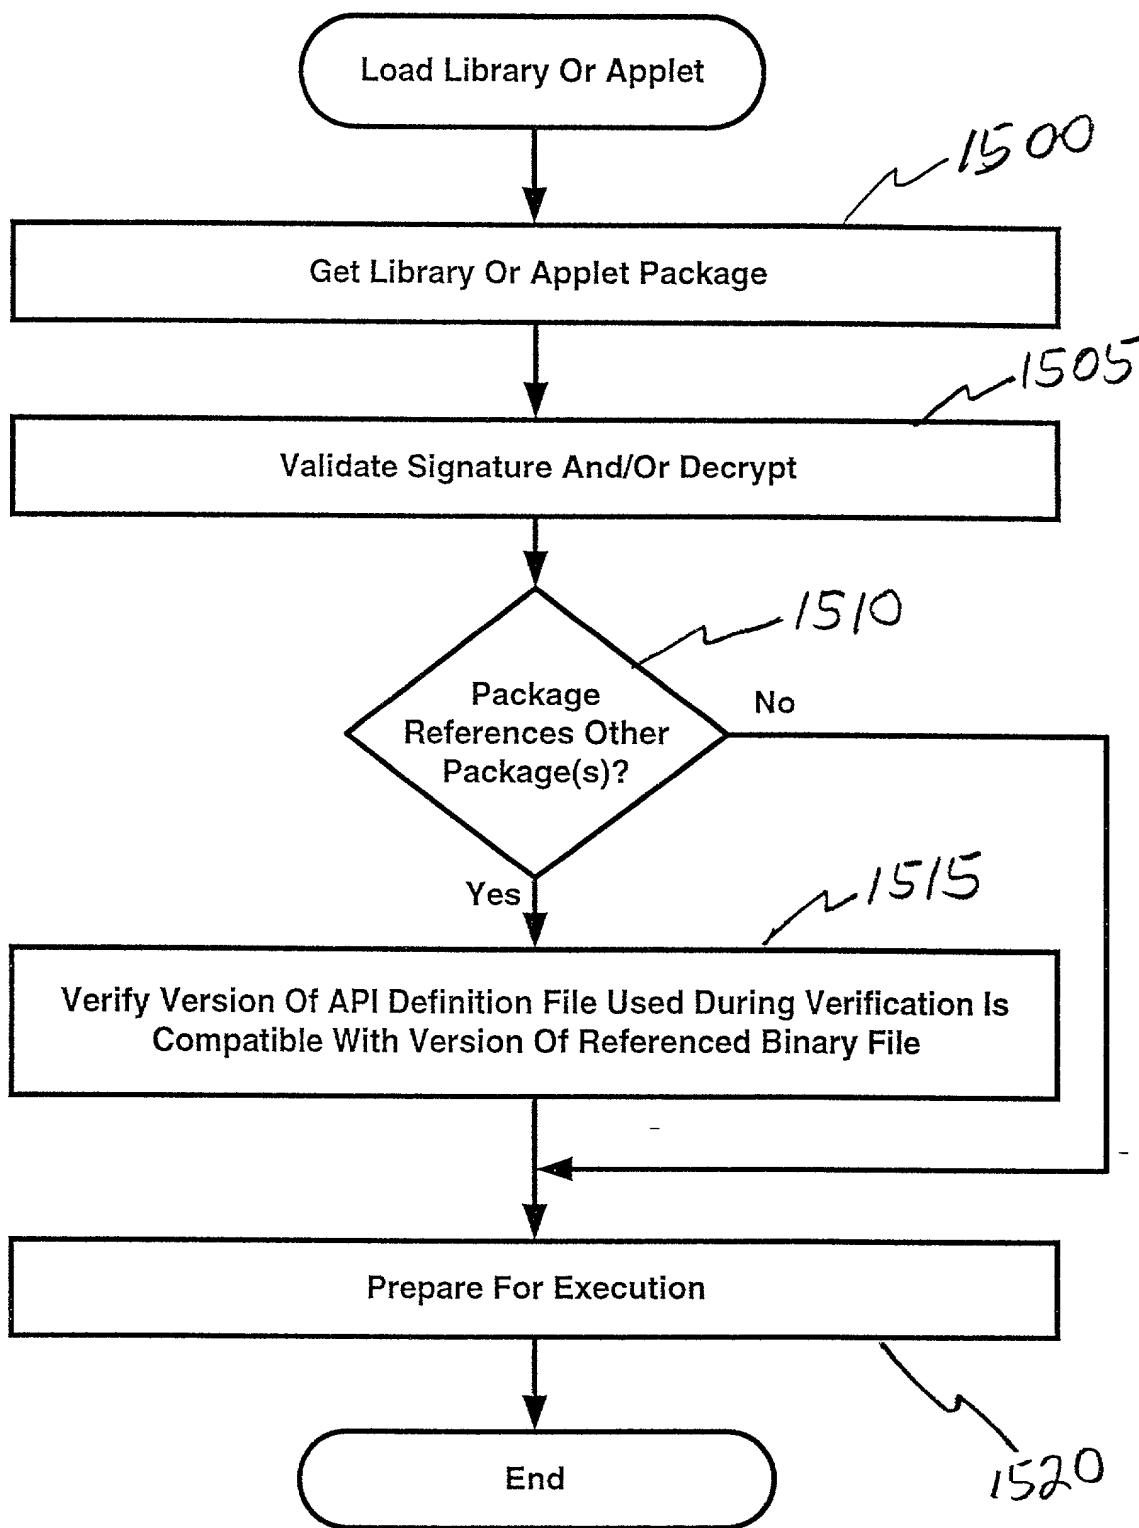 Load Library Or Applet
1500
Get Library Or Applet Package
1505
Validate Signature And/Or Decrypt
1510
Package
References Other
Package(s)?
No
Yes
1515
Verify Version Of API Definition File Used During Verification Is
Compatible With Version Of Referenced Binary File
Prepare For Execution
End
1520